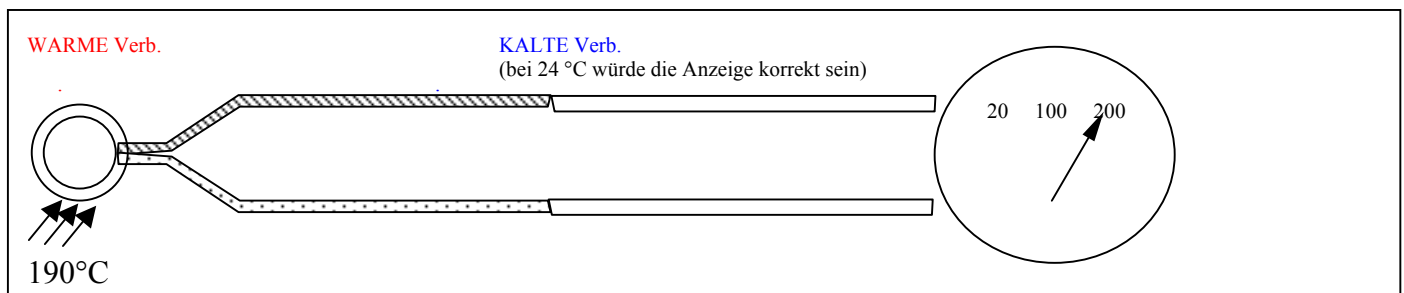 WARME Verb.
KALTE Verb.
(bei 24 °C würde die Anzeige korrekt sein)
20 100 200
190°C